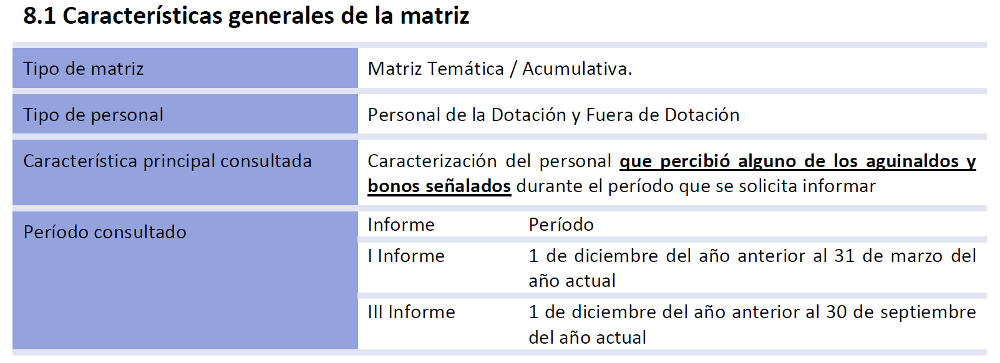 8.1 Características generales de la matriz
Tipo de matriz
Matriz Temática / Acumulativa.
Tipo de personal
Personal de la Dotación y Fuera de Dotación
Característica principal consultada
Caracterización del personal que percibió alguno de los aguinaldos y
bonos señalados durante el período que se solicita informar
Período consultado
Informe Período
I Informe 1 de diciembre del año anterior al 31 de marzo del
año actual
III Informe 1 de diciembre del año anterior al 30 de septiembre
del año actual